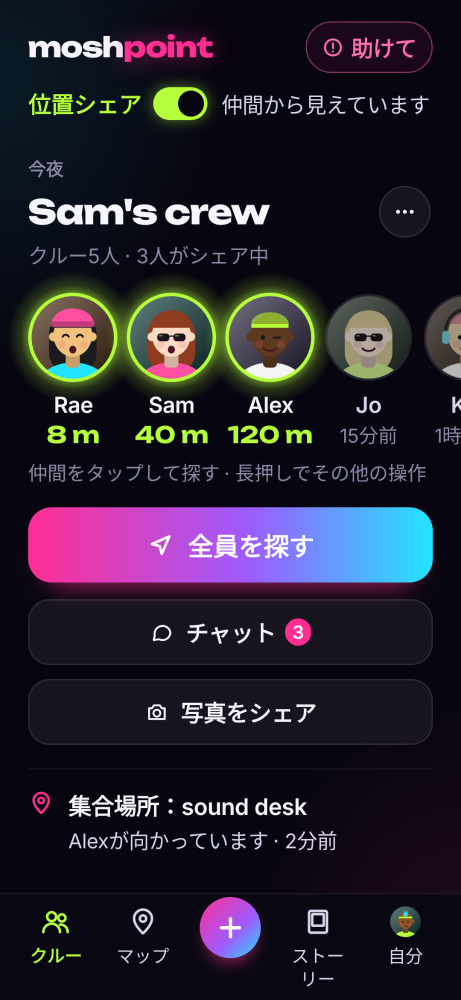 moshpoint
助けて
位置シェア 仲間から見えています
今夜
Sam's crew
クルー5人 · 3人がシェア中
Rae Sam Alex Jo
8 m 40 m 120 m 15分前
仲間をタップして探す · 長押しでその他の操作
全員を探す
チャット 3
写真をシェア
集合場所：sound desk
Alexが向かっています · 2分前
クルー マップ ストーリー 自分